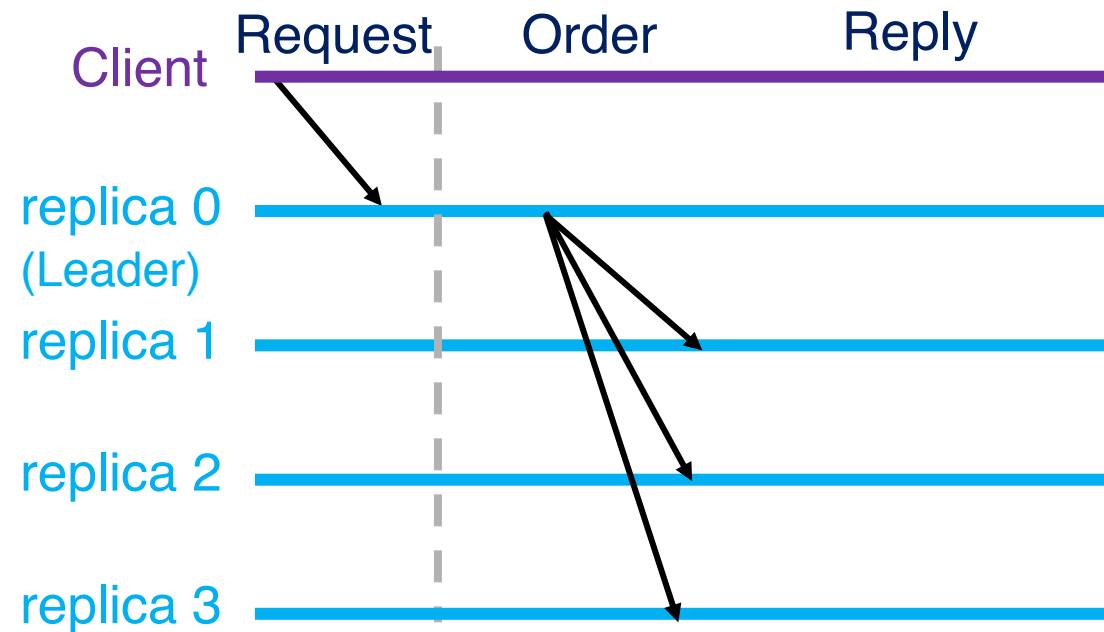 Request Order Reply
Client
replica 0
(Leader)
replica 1
replica 2
replica 3